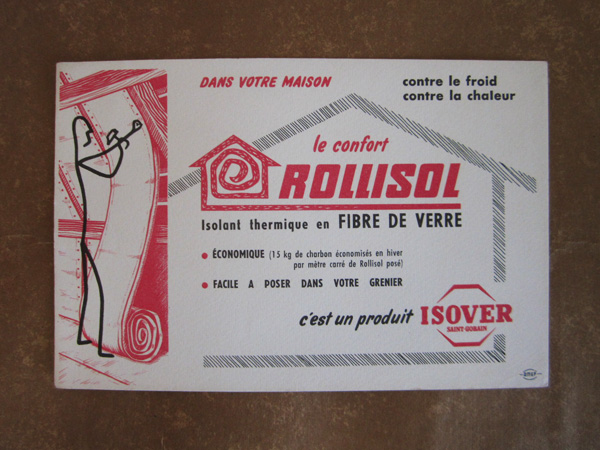 DANS VOTRE MAISON
contre le froid
contre la chaleur
le confort
ROLLISOL
Isolant thermique en FIBRE DE VERRE
• ÉCONOMIQUE (15 kg de charbon économisés en hiver
par mètre carré de Rollisol posé)
• FACILE A POSER DANS VOTRE GRENIER
c'est un produit ISOVER
SAINT-GOBAIN